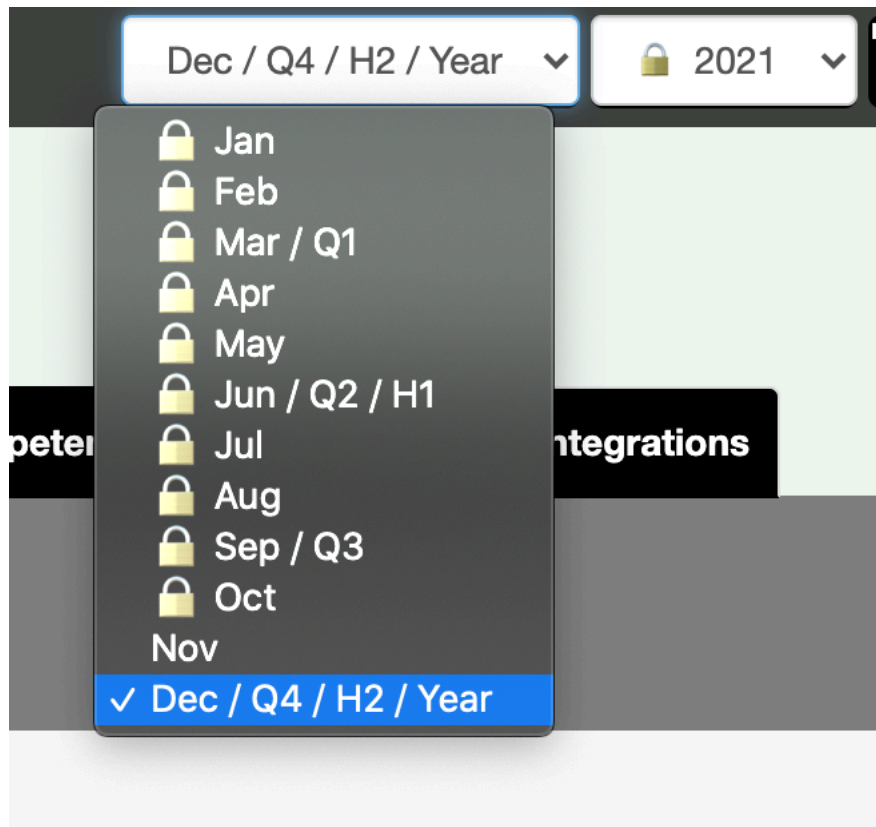 Dec / Q4 / H2 / Year 2021
Jan
Feb
Mar / Q1
Apr
May
Jun / Q2 / H1
Jul
Aug
Sep / Q3
Oct
Nov
Dec / Q4 / H2 / Year
peter ntegrations